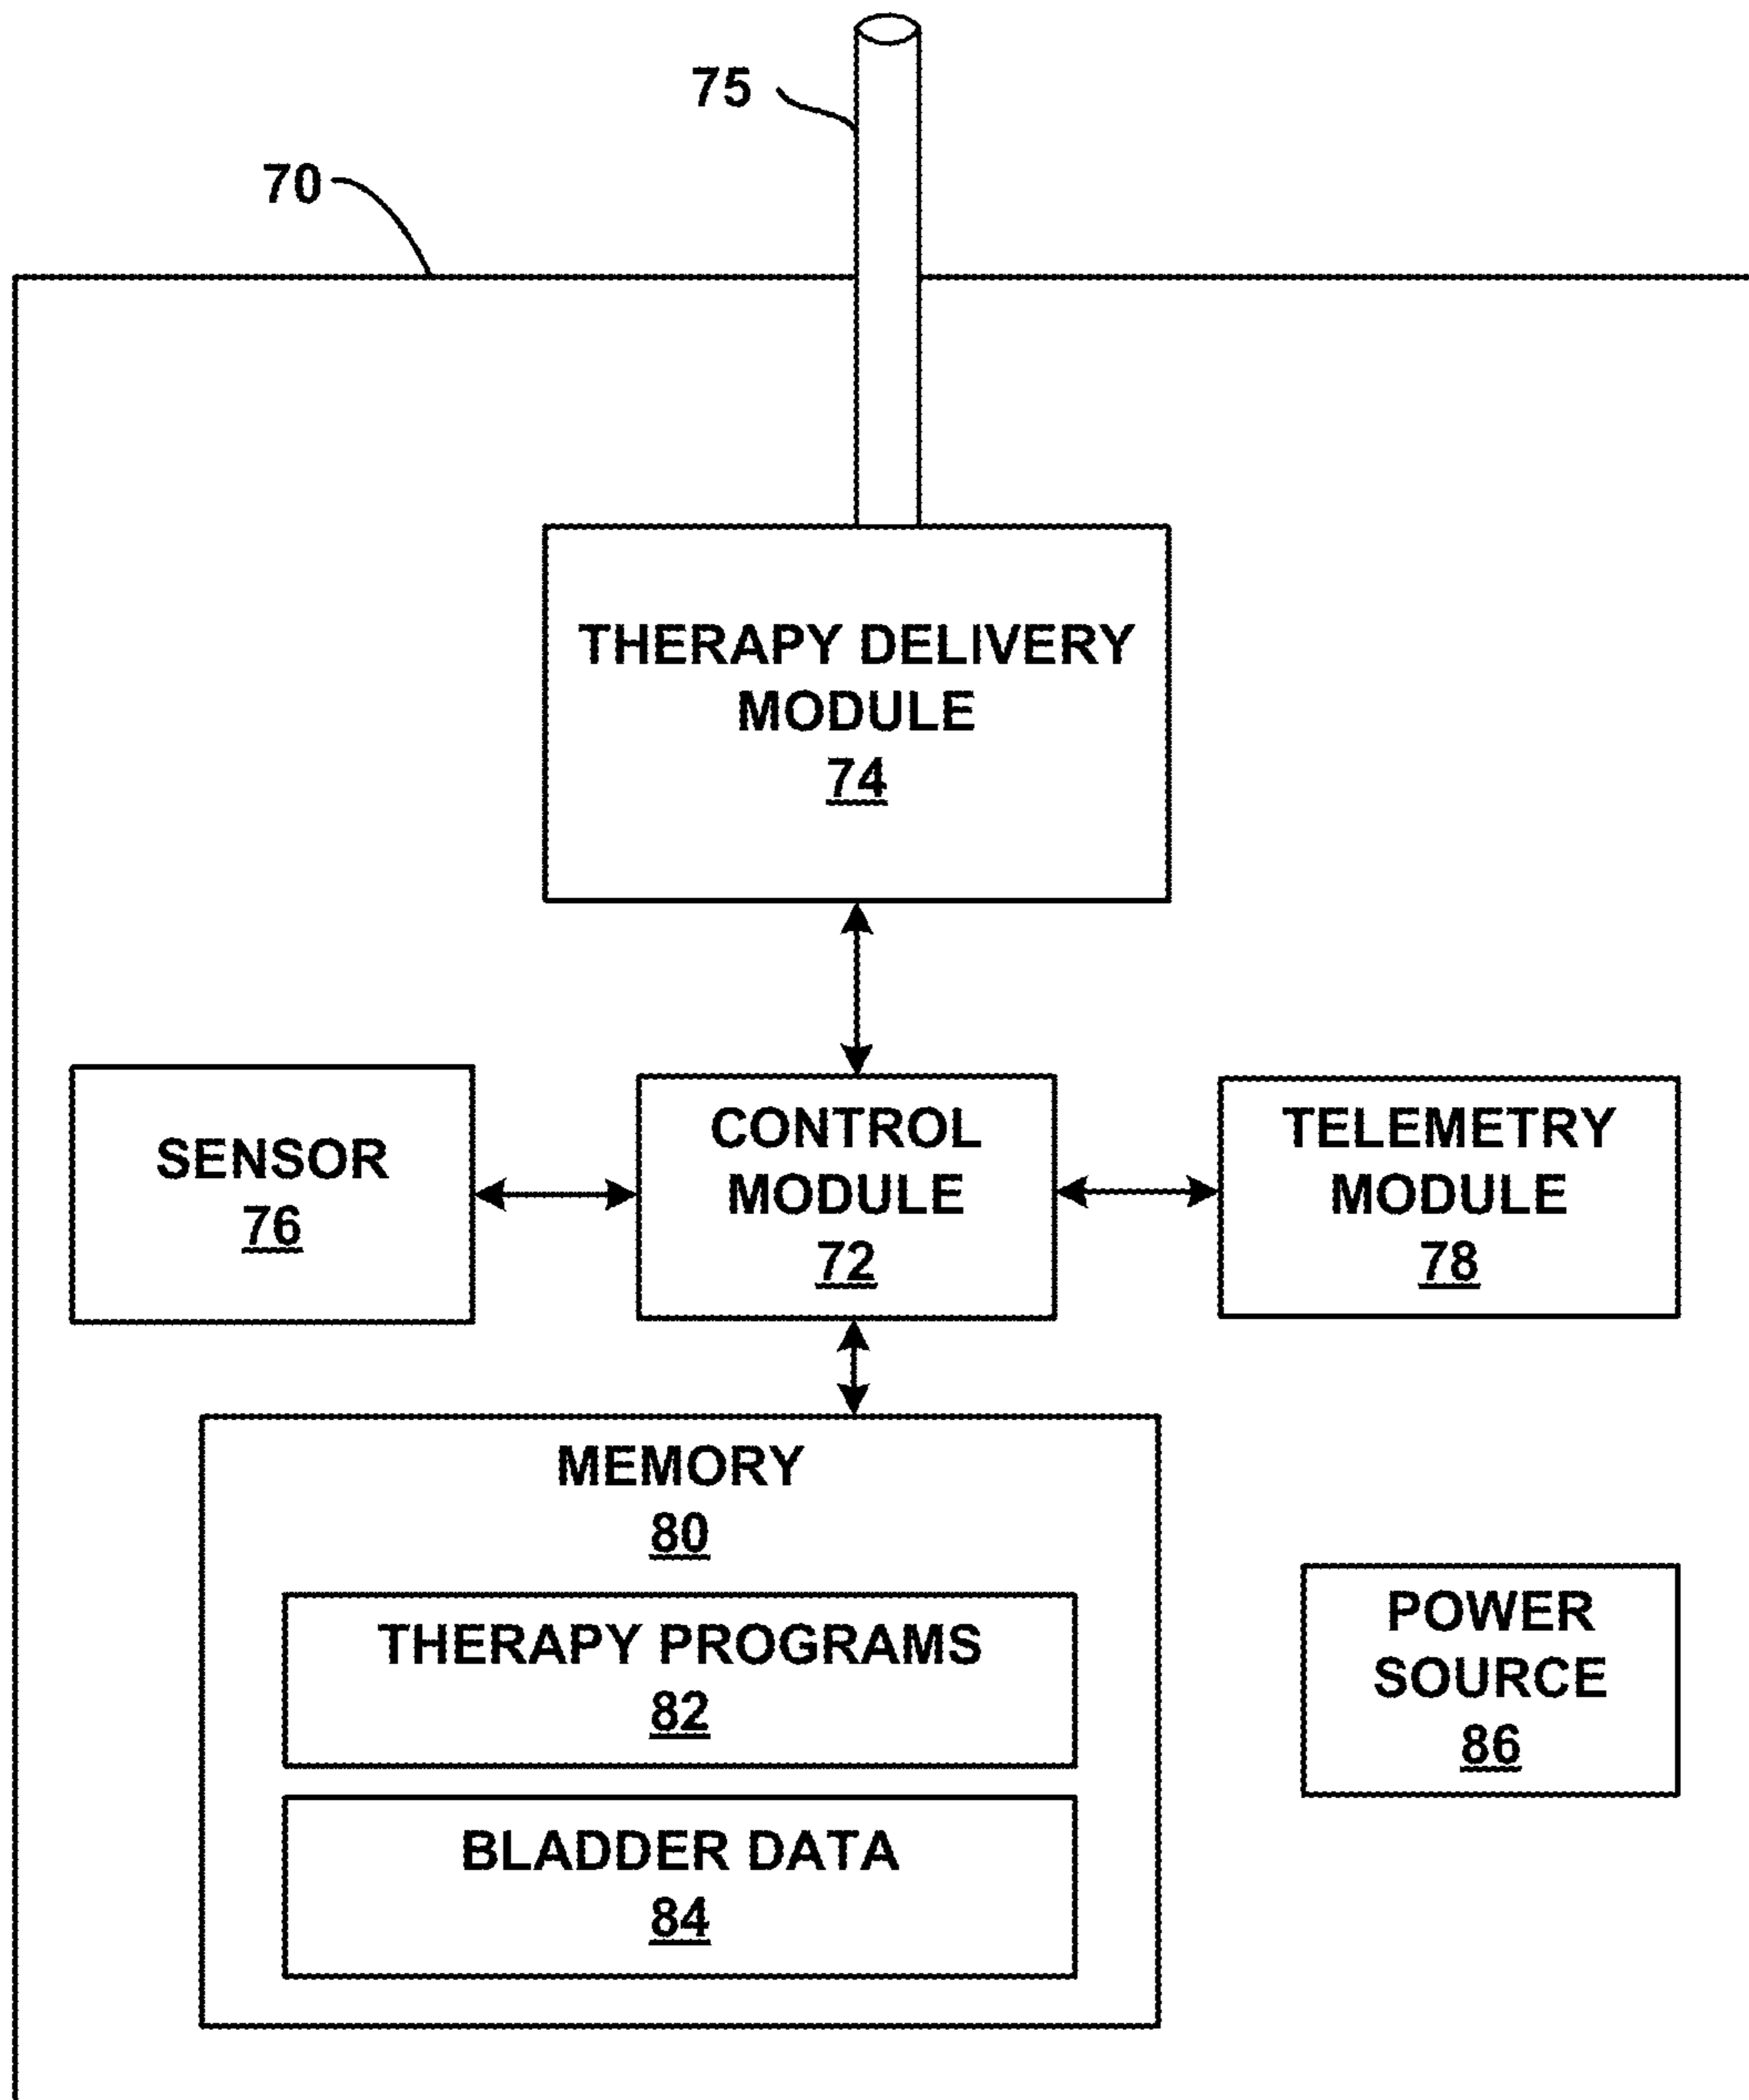 75
70
THERAPY DELIVERY
MODULE
74
SENSOR
76
CONTROL
MODULE
72
TELEMETRY
MODULE
78
MEMORY
80
THERAPY PROGRAMS
82
BLADDER DATA
84
POWER
SOURCE
86